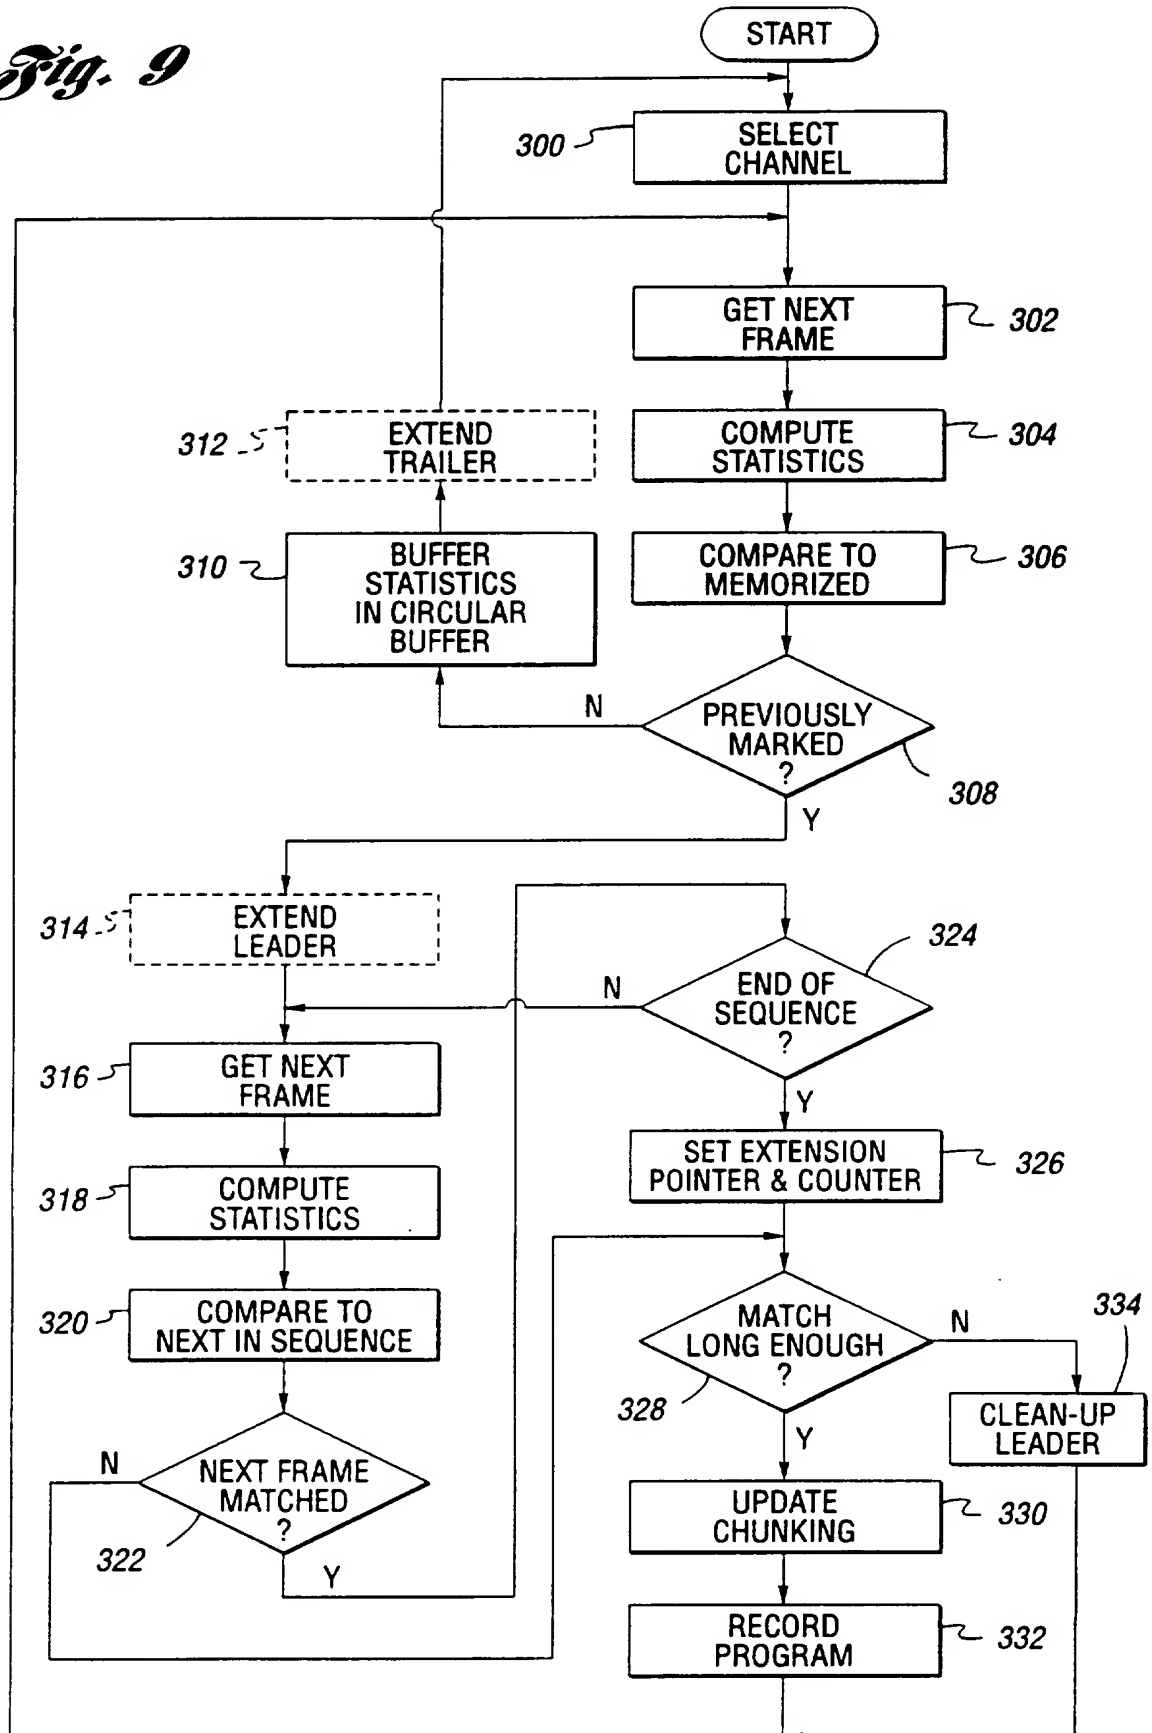 Fig. 9
START
300
SELECT
CHANNEL
GET NEXT
FRAME
302
312
EXTEND
TRAILER
COMPUTE
STATISTICS
304
310
BUFFER
STATISTICS
IN CIRCULAR
BUFFER
COMPARE TO
MEMORIZED
306
N
PREVIOUSLY
MARKED
?
308
Y
314
EXTEND
LEADER
324
N
END OF
SEQUENCE
?
316
GET NEXT
FRAME
Y
SET EXTENSION
POINTER & COUNTER
326
318
COMPUTE
STATISTICS
320
COMPARE TO
NEXT IN SEQUENCE
MATCH
LONG ENOUGH
?
N
334
328
CLEAN-UP
LEADER
Y
N
NEXT FRAME
MATCHED
?
322
Y
UPDATE
CHUNKING
330
RECORD
PROGRAM
332